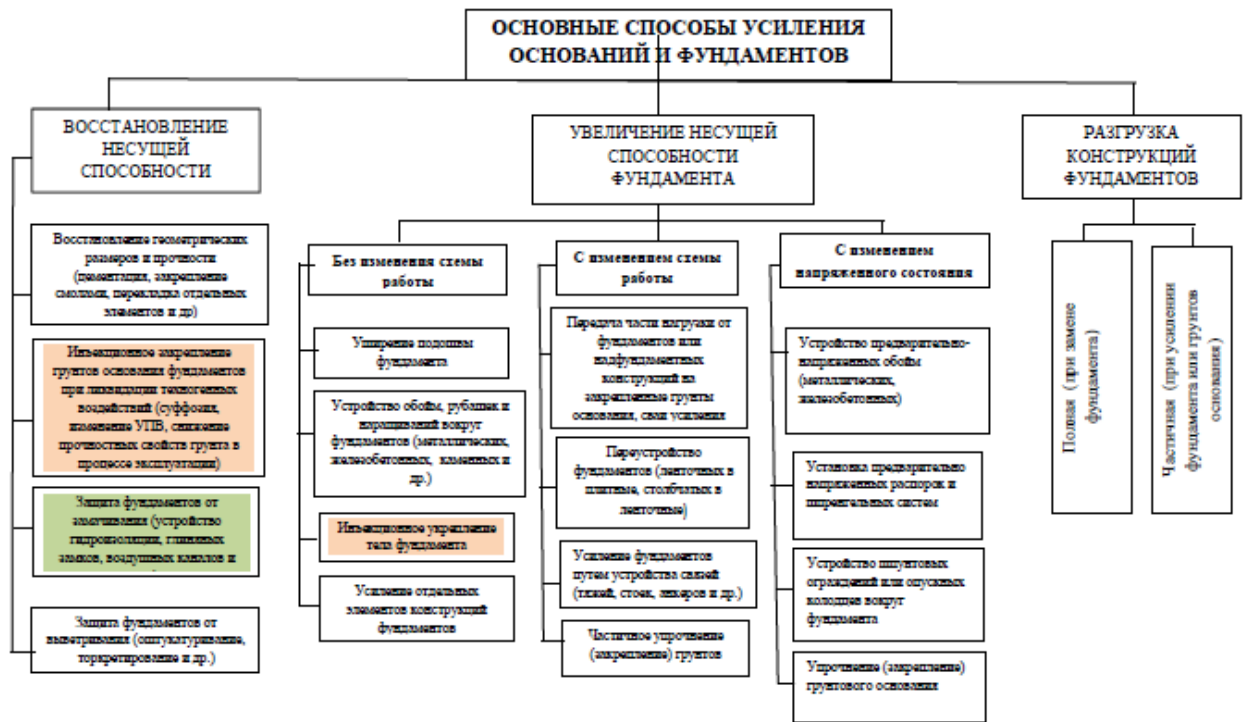 ОСНОВНЫЕ СПОСОБЫ УСИЛЕНИЯ
ОСНОВАНИЙ И ФУНДАМЕНТОВ
ВОССТАНОВЛЕНИЕ
НЕСУЩЕЙ
СПОСОБНОСТИ
Восстановление геометрических
размеров и прочности
(цементация, закрепление
смолами, перекладка отдельных
элементов и др)
Инъекционное закрепление
грунтов основания фундаментов
при ликвидации техногенных
воздействий (суффозия,
изменение УПВ, снижение
прочностных свойств грунта в
процессе эксплуатации)
Защита фундаментов от
замачивания (устройство
гидроизоляции, глиняных
замков, воздушных каналов и
Защита фундаментов от
выветривания (оштукатуривание,
торкретирование и др.)
УВЕЛИЧЕНИЕ НЕСУЩЕЙ
СПОСОБНОСТИ
ФУНДАМЕНТА
Без изменения схемы
работы
Уширение подошвы
фундамента
Устройство обойм, рубашек и
наращиваний вокруг
фундаментов (металлических,
железобетонных, каменных и
др.)
Инъекционное укрепление
тела фундамента
Усиление отдельных
элементов конструкций
фундаментов
С изменением схемы
работы
Передача части нагрузки от
фундаментов или
надфундаментных
конструкций на
закрепленные грунты
основания, сваи усиления
Переустройство
фундаментов (ленточных в
плитные, столбчатых в
ленточные)
Усиление фундаментов
путем устройства связей
(тяжей, стоек, анкеров и др.)
Частичное упрочнение
(закрепление) грунтов
С изменением
напряженного состояния
Устройство предварительно-
напряженных обойм
(металлических,
железобетонных)
Установка предварительно
напряженных распорок и
шпренгельных систем
Устройство шпунтовых
ограждений или опускных
колодцев вокруг
фундамента
Упрочнение (закрепление)
грунтового основания
РАЗГРУЗКА
КОНСТРУКЦИЙ
ФУНДАМЕНТОВ
Полная (при замене
фундамента)
Частичная (при усилении
фундамента или грунтов
основания)